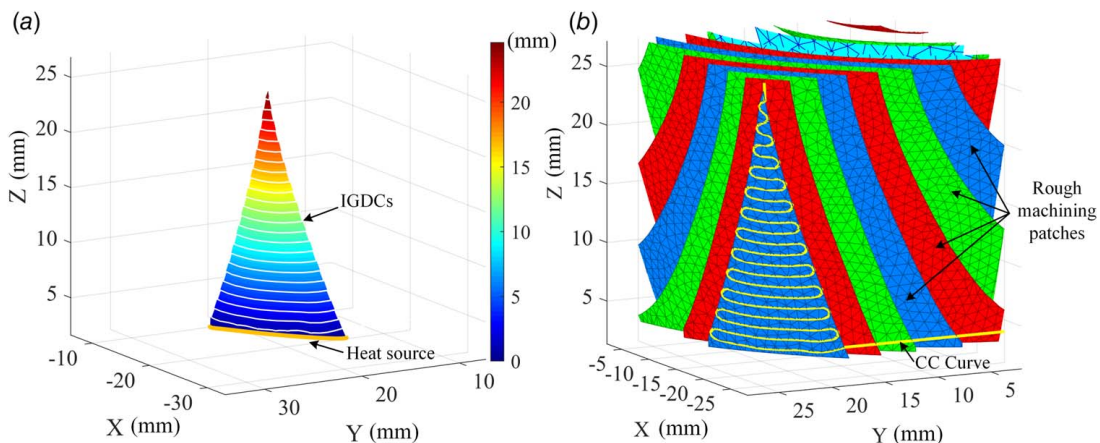 (a)
(mm)
25
20
15
10
5
Z (mm)
-10
-20
-30
X (mm)
30
20
10
Y (mm)
IGDCs
Heat source
20
15
10
5
0
(b)
25
20
15
10
5
Z (mm)
-5
-10
-15
-20
-25
X (mm)
25
20
15
10
5
Y (mm)
Rough
machining
patches
CC Curve